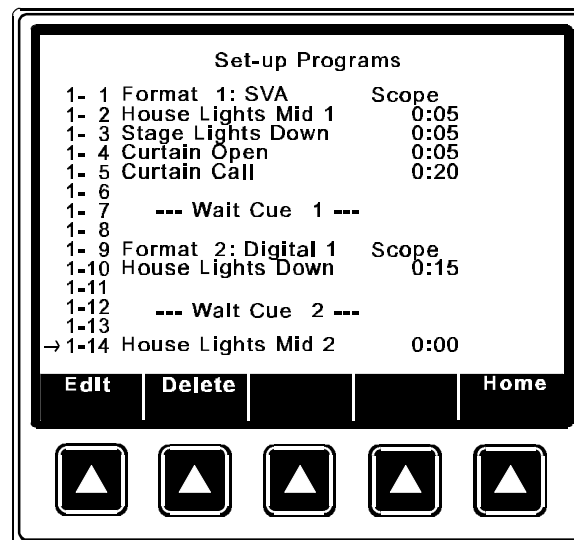 Set-up Programs
1- 1 Format 1: SVA Scope
1- 2 House Lights Mid 1 0:05
1- 3 Stage Lights Down 0:05
1- 4 Curtain Open 0:05
1- 5 Curtain Call 0:20
1- 6
1- 7 --- Wait Cue 1 ---
1- 8
1- 9 Format 2: Digital 1 Scope
1-10 House Lights Down 0:15
1-11
1-12 --- Walt Cue 2 ---
1-13
→ 1-14 House Lights Mid 2 0:00
Edit Delete Home